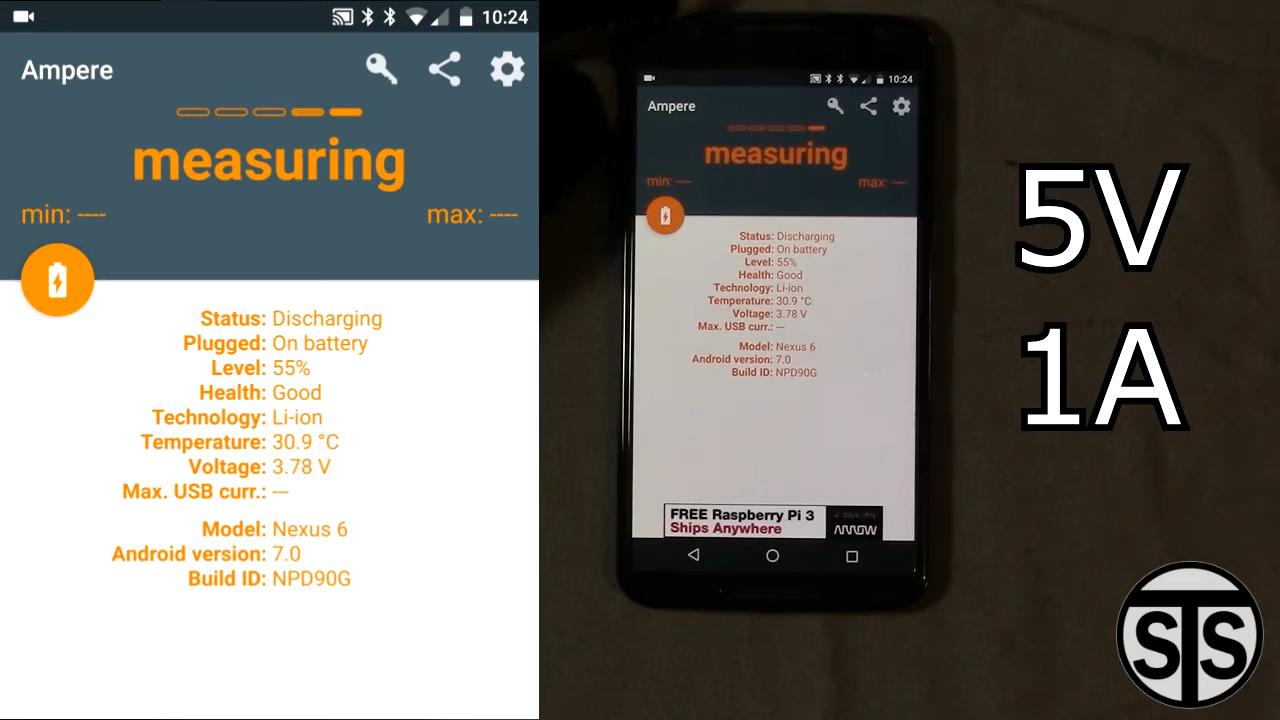 10:24
Ampere
measuring
min: ----
max: ----
Status: Discharging
Plugged: On battery
Level: 55%
Health: Good
Technology: Li-ion
Temperature: 30.9 °C
Voltage: 3.78 V
Max. USB curr.: ---
Model: Nexus 6
Android version: 7.0
Build ID: NPD90G
10:24
Ampere
measuring
min: ----
max: ----
Status: Discharging
Plugged: On battery
Level: 55%
Health: Good
Technology: Li-ion
Temperature: 30.9 °C
Voltage: 3.78 V
Max. USB curr.: ---
Model: Nexus 6
Android version: 7.0
Build ID: NPD90G
FREE Raspberry Pi 3
Ships Anywhere
2 days only
ARROW
5V
1A
STS